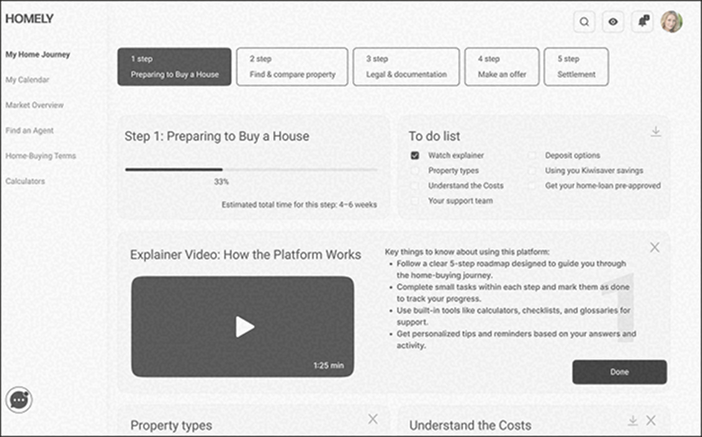 HOMELY
My Home Journey
My Calendar
Market Overview
Find an Agent
Home-Buying Terms
Calculators
1 step
Preparing to Buy a House
2 step
Find & compare property
3 step
Legal & documentation
4 step
Make an offer
5 step
Settlement
Step 1: Preparing to Buy a House
33%
Estimated total time for this step: 4–6 weeks
To do list
Watch explainer
Property types
Understand the Costs
Your support team
Deposit options
Using you Kiwisaver savings
Get your home-loan pre-approved
Explainer Video: How the Platform Works
1:25 min
Key things to know about using this platform:
• Follow a clear 5-step roadmap designed to guide you through
the home-buying journey.
• Complete small tasks within each step and mark them as done
to track your progress.
• Use built-in tools like calculators, checklists, and glossaries for
support.
• Get personalized tips and reminders based on your answers and
activity.
1
Done
Property types
Understand the Costs